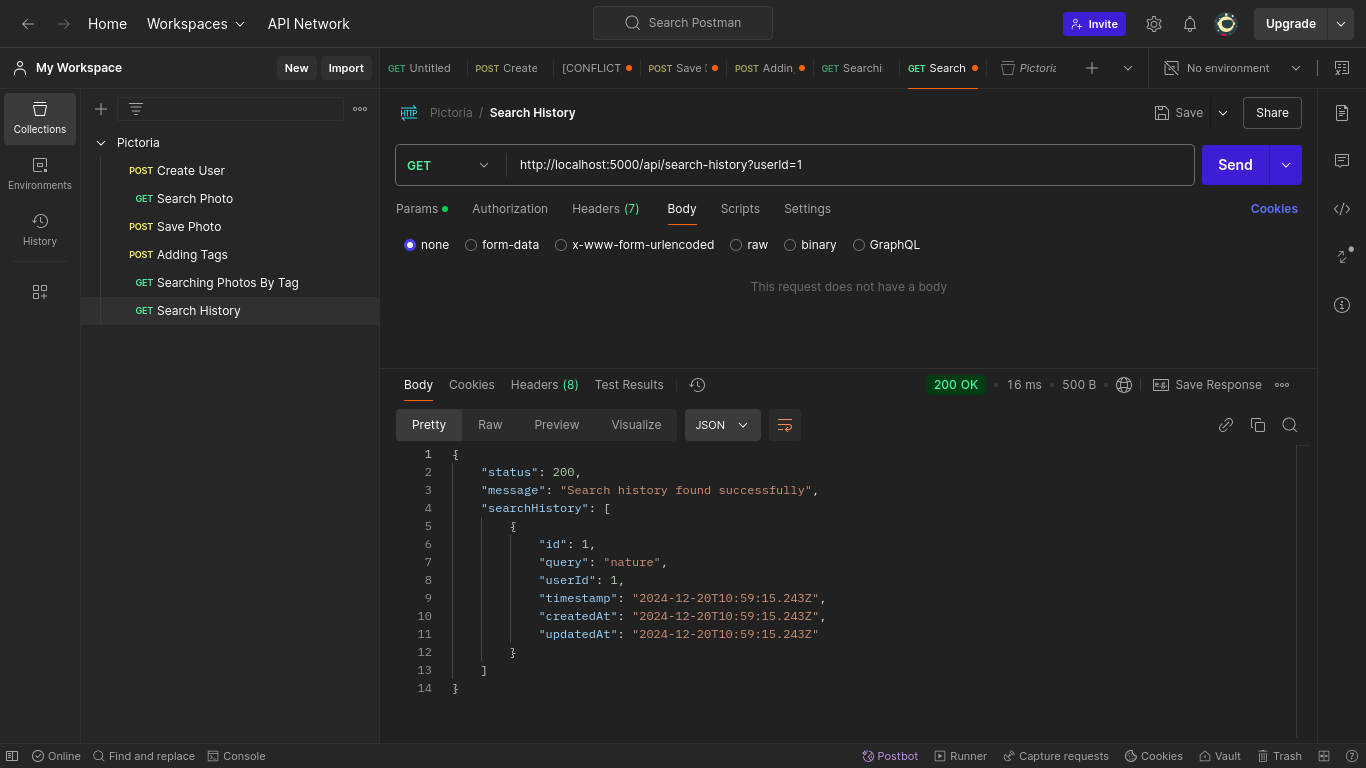 Home Workspaces API Network Search Postman Invite Upgrade
My Workspace New Import GET Untitled POST Create [CONFLICT POST Save POST Addin GET Searchi GET Search Pictoria No environment
Collections
Environments
History
Pictoria
POST Create User
GET Search Photo
POST Save Photo
POST Adding Tags
GET Searching Photos By Tag
GET Search History
HTTP Pictoria / Search History Save Share
GET http://localhost:5000/api/search-history?userId=1 Send
Params Authorization Headers (7) Body Scripts Settings Cookies
none form-data x-www-form-urlencoded raw binary GraphQL
This request does not have a body
Body Cookies Headers (8) Test Results 200 OK 16 ms 500 B e.g. Save Response
Pretty Raw Preview Visualize JSON
1 {
2 "status": 200,
3 "message": "Search history found successfully",
4 "searchHistory": [
5 {
6 "id": 1,
7 "query": "nature",
8 "userId": 1,
9 "timestamp": "2024-12-20T10:59:15.243Z",
10 "createdAt": "2024-12-20T10:59:15.243Z",
11 "updatedAt": "2024-12-20T10:59:15.243Z"
12 }
13 ]
14 }
Online Find and replace Console Postbot Runner Capture requests Cookies Vault Trash